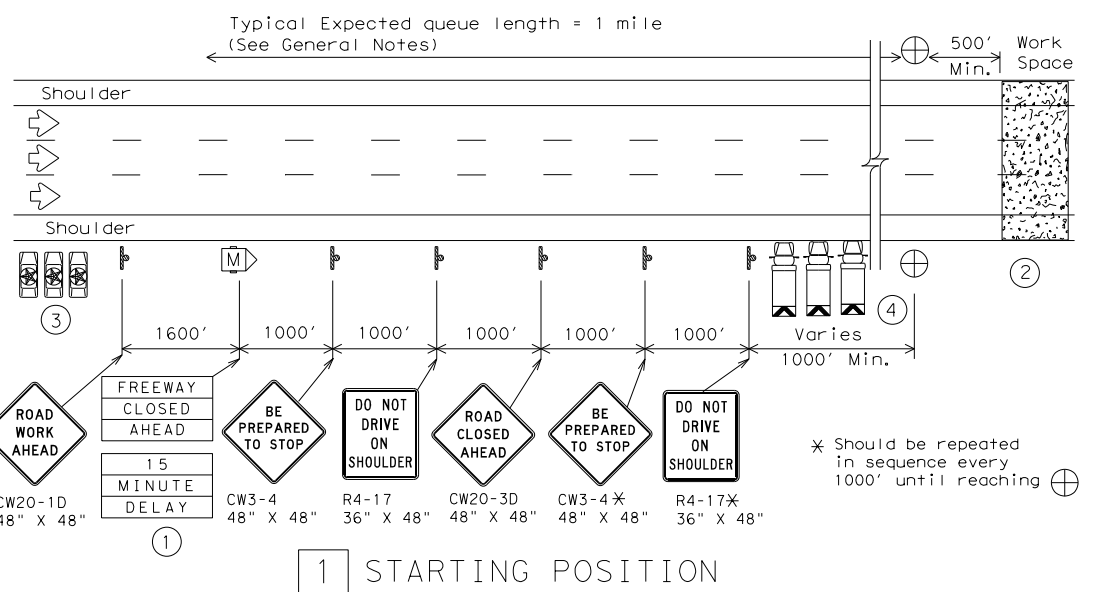 Typical Expected queue length = 1 mile
(See General Notes)
500'
Min.
Work
Space
Shoulder
Shoulder
M
3
2
4
1600'
1000'
1000'
1000'
1000'
1000'
Varies
1000' Min.
ROAD
WORK
AHEAD
CW20-1D
48" X 48"
FREEWAY
CLOSED
AHEAD
15
MINUTE
DELAY
1
BE
PREPARED
TO STOP
CW3-4
48" X 48"
DO NOT
DRIVE
ON
SHOULDER
R4-17
36" X 48"
ROAD
CLOSED
AHEAD
CW20-3D
48" X 48"
BE
PREPARED
TO STOP
CW3-4*
48" X 48"
DO NOT
DRIVE
ON
SHOULDER
R4-17*
36" X 48"
* Should be repeated
in sequence every
1000' until reaching
1 STARTING POSITION